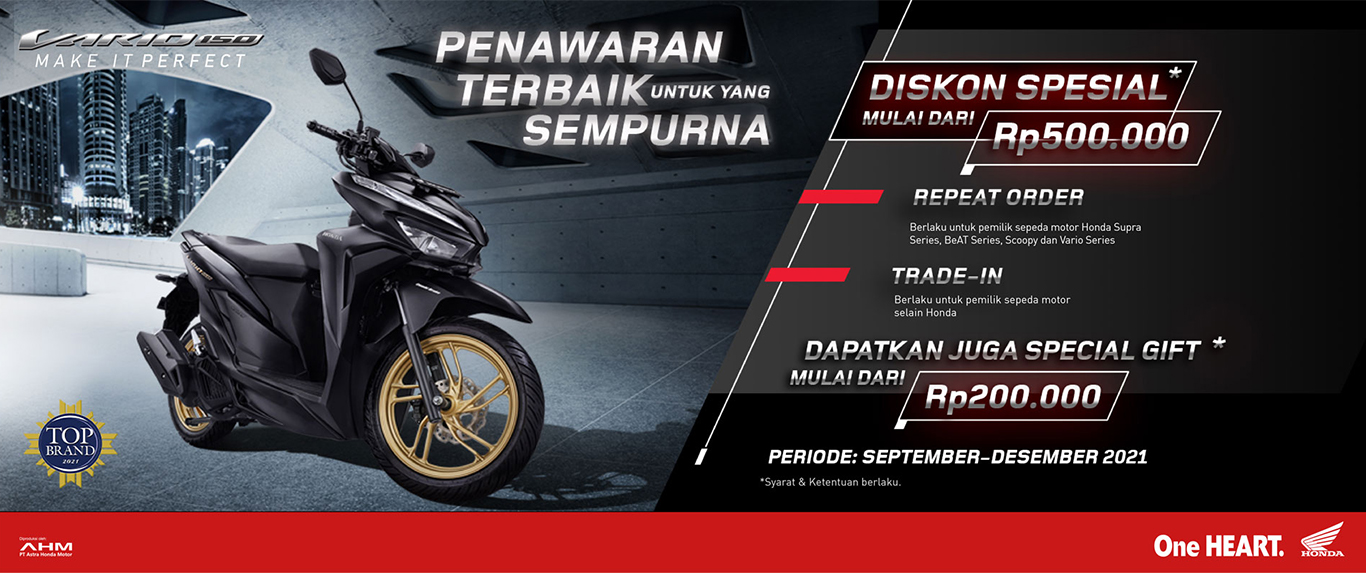 VARIO 150
MAKE IT PERFECT
PENAWARAN
TERBAIK UNTUK YANG
SEMPURNA
DISKON SPESIAL*
MULAI DARI
Rp500.000
REPEAT ORDER
Berlaku untuk pemilik sepeda motor Honda Supra
Series, BeAT Series, Scoopy dan Vario Series
TRADE-IN
Berlaku untuk pemilik sepeda motor
selain Honda
DAPATKAN JUGA SPECIAL GIFT *
MULAI DARI
Rp200.000
PERIODE: SEPTEMBER-DESEMBER 2021
*Syarat & Ketentuan berlaku.
TOP
BRAND
2021
Diproduksi oleh:
AHM
PT Astra Honda Motor
One HEART.
HONDA